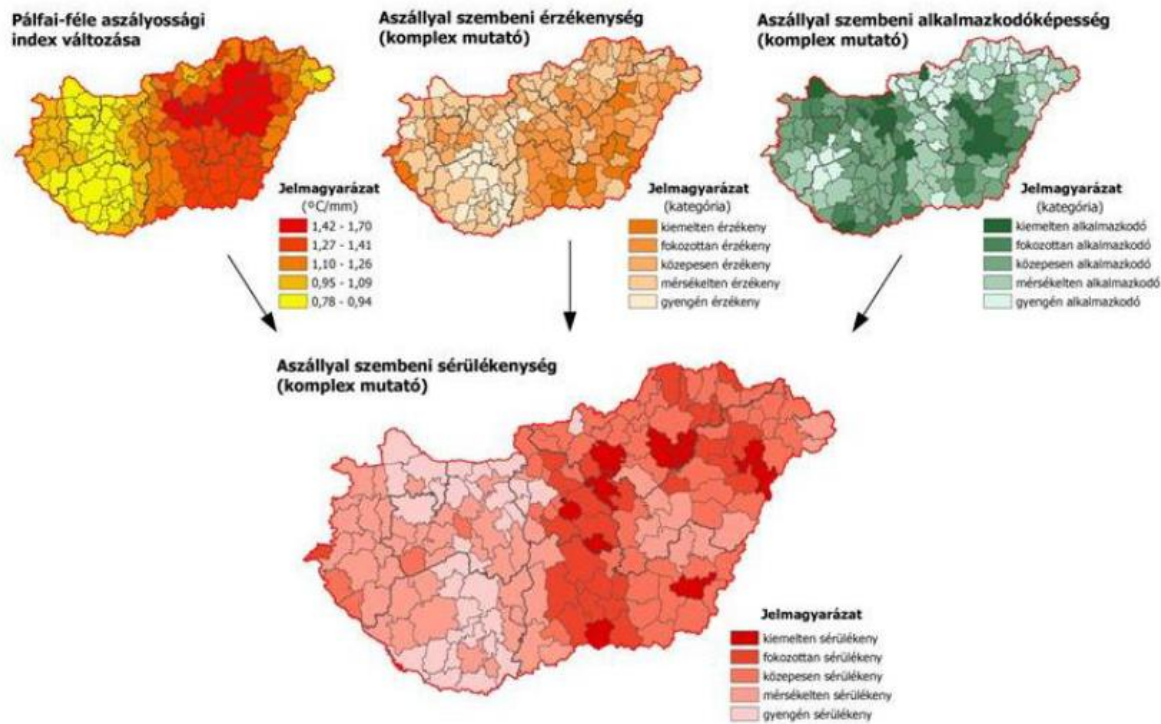 Pálfai-féle aszályossági
index változása
Jelmagyarázat
(ºC/mm)
1,42 - 1,70
1,27 - 1,41
1,10 - 1,26
0,95 - 1,09
0,78 - 0,94
Aszállyal szembeni érzékenység
(komplex mutató)
Jelmagyarázat
(kategória)
kiemelten érzékeny
fokozottan érzékeny
közepesen érzékeny
mérsékelten érzékeny
gyengén érzékeny
Aszállyal szembeni alkalmazkodóképesség
(komplex mutató)
Jelmagyarázat
(kategória)
kiemelten alkalmazkodó
fokozottan alkalmazkodó
közepesen alkalmazkodó
mérsékelten alkalmazkodó
gyengén alkalmazkodó
Aszállyal szembeni sérülékenység
(komplex mutató)
Jelmagyarázat
kiemelten sérülékeny
fokozottan sérülékeny
közepesen sérülékeny
mérsékelten sérülékeny
gyengén sérülékeny